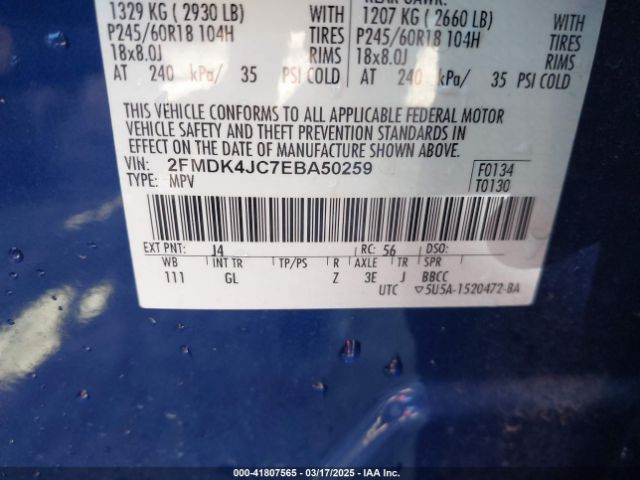 1329 KG ( 2930 LB) WITH
P245/60R18 104H TIRES
18x8.0J RIMS
AT 240 kPa/ 35 PSI COLD
1207 KG ( 2660 LB) WITH
P245/60R18 104H TIRES
18x8.0J RIMS
AT 240 kPa/ 35 PSI COLD
THIS VEHICLE CONFORMS TO ALL APPLICABLE FEDERAL MOTOR
VEHICLE SAFETY AND THEFT PREVENTION STANDARDS IN
EFFECT ON THE DATE OF MANUFACTURE SHOWN ABOVE.
VIN: 2FMDK4JC7EBA50259
TYPE: MPV
F0134
T0130
EXT PNT: J4 RC: 56 DSO:
WB INT TR TP/PS R AXLE TR SPR
111 GL Z 3E J BBCC
UTC ▽5U5A-1520472-BA
00-41807565 — 03/17/2025 — IAA Inc.